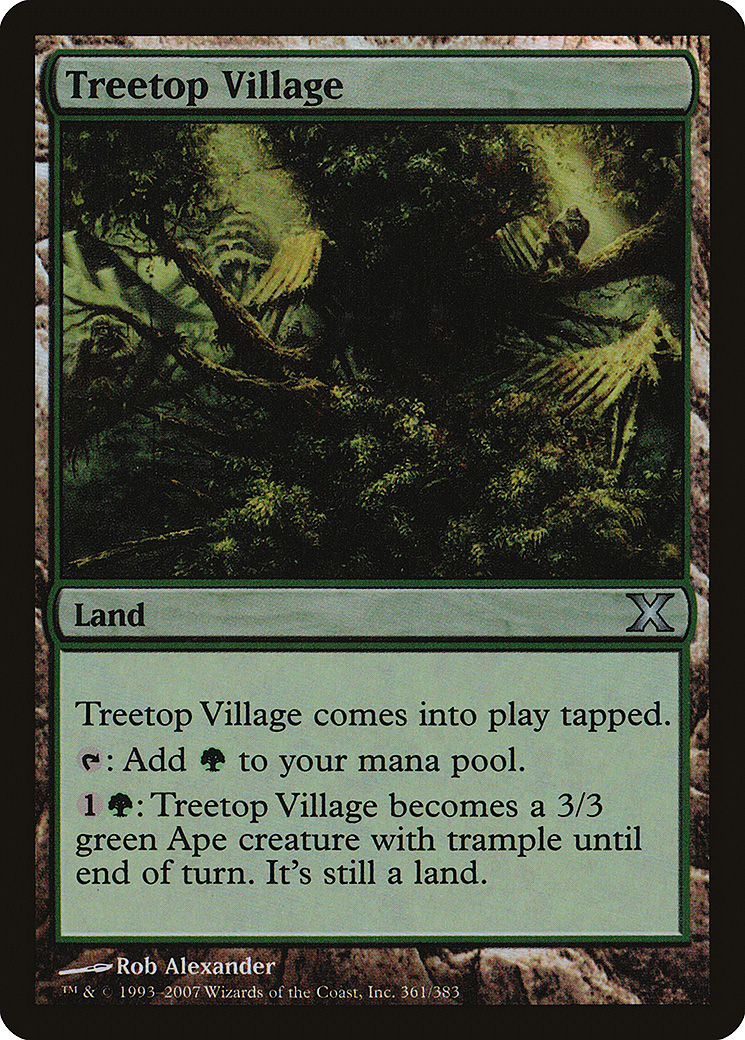 Treetop Village
Land
X
Treetop Village comes into play tapped.
: Add to your mana pool.
1 : Treetop Village becomes a 3/3
green Ape creature with trample until
end of turn. It's still a land.
Rob Alexander
™ & © 1993–2007 Wizards of the Coast, Inc. 361/383